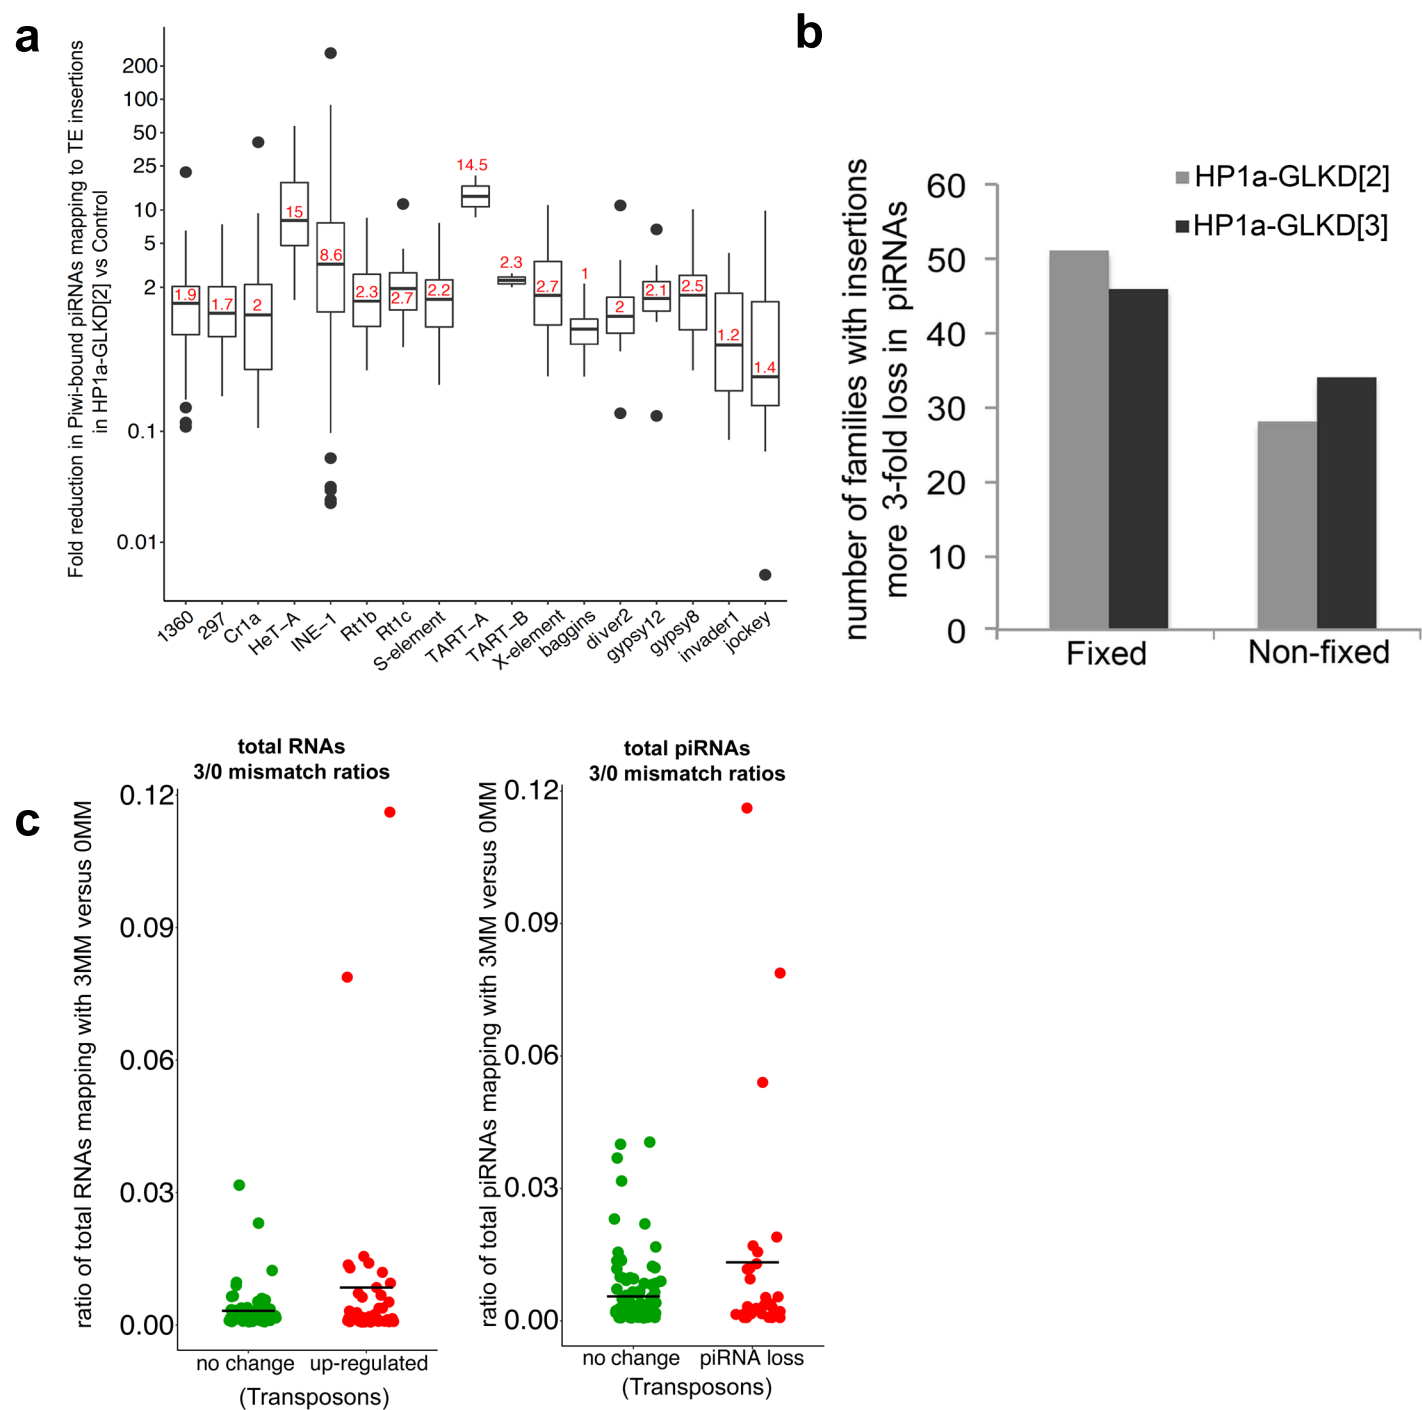 a
Fold reduction in Piwi-bound piRNAs mapping to TE insertions
in HP1a-GLKD[2] vs Control
200
100
50
25
10
5
2
0.1
0.01
1.9
1.7
2
15
8.6
2.3
2.7
2.2
14.5
2.3
2.7
1
2
2.1
2.5
1.2
1.4
1360
297
Cr1a
HeT−A
INE−1
Rt1b
Rt1c
S−element
TART−A
TART−B
X−element
baggins
diver2
gypsy12
gypsy8
invader1
jockey
b
number of families with insertions
more 3-fold loss in piRNAs
60
50
40
30
20
10
0
HP1a-GLKD[2]
HP1a-GLKD[3]
Fixed
Non-fixed
c
total RNAs
3/0 mismatch ratios
ratio of total RNAs mapping with 3MM versus 0MM
0.12
0.09
0.06
0.03
0.00
no change
up-regulated
(Transposons)
total piRNAs
3/0 mismatch ratios
ratio of total piRNAs mapping with 3MM versus 0MM
0.12
0.09
0.06
0.03
0.00
no change
piRNA loss
(Transposons)